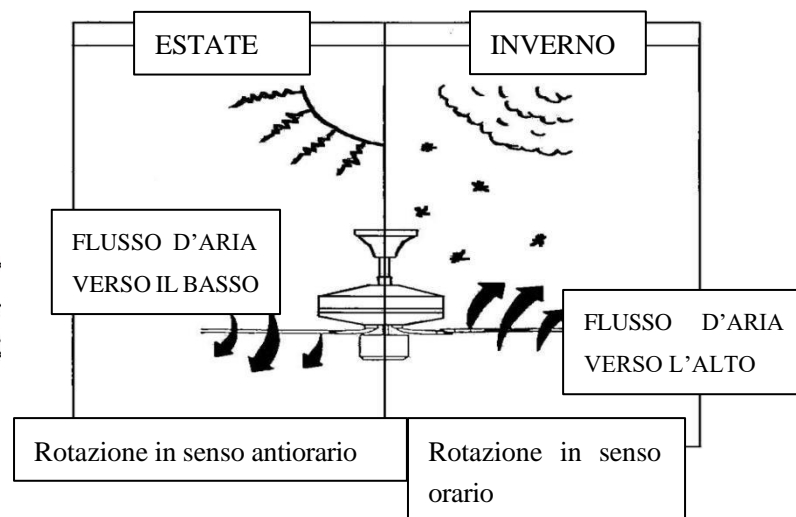 ESTATE
INVERNO
FLUSSO D'ARIA
VERSO IL BASSO
FLUSSO D'ARIA
VERSO L'ALTO
Rotazione in senso antiorario
Rotazione in senso
orario